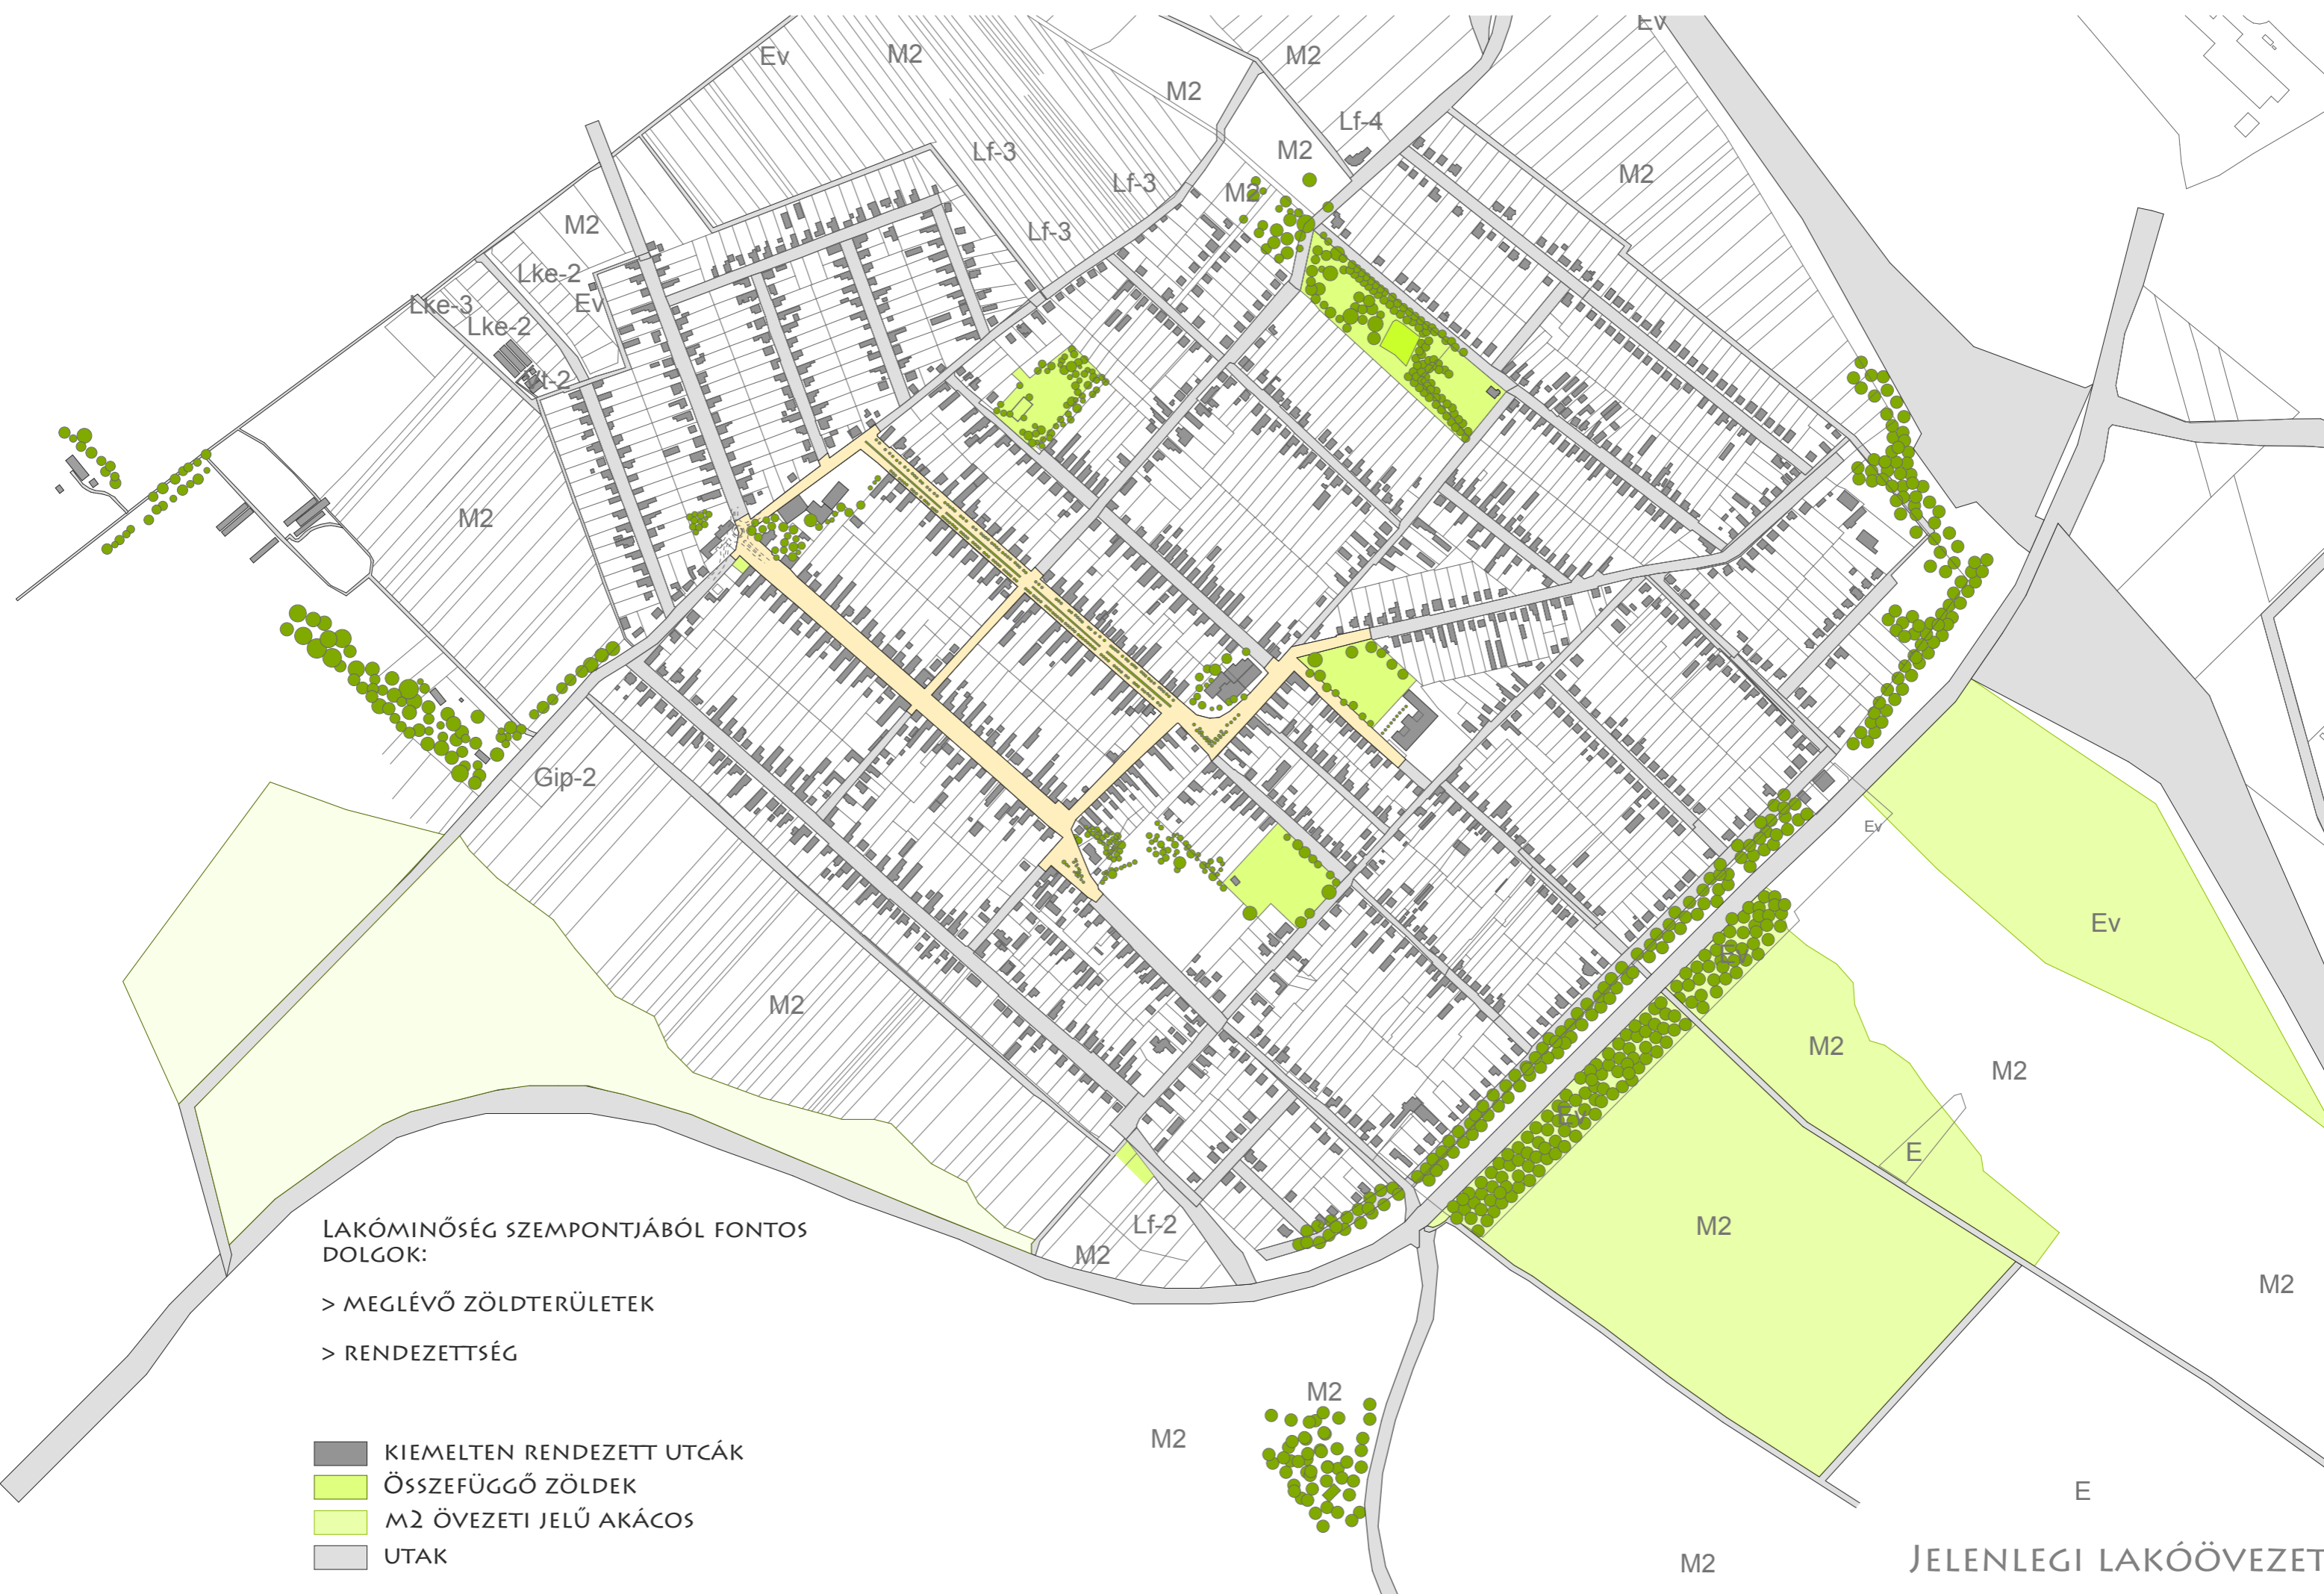 Ev
M2
M2
Ev
M2
Lf-4
M2
Lf-3
M2
Lf-3
M2
M2
Lf-3
Lke-2
Ev
Lke-3
Lke-2
M2
Gip-2
Ev
Ev
Ev
M2
M2
M2
Ev
E
M2
Lf-2
M2
M2
M2
M2
E
M2
LAKÓMINŐSÉG SZEMPONTJÁBÓL FONTOS
DOLGOK:
> MEGLÉVŐ ZÖLDTERÜLETEK
> RENDEZETTSÉG
KIEMELTEN RENDEZETT UTCÁK
ÖSSZEFÜGGŐ ZÖLDEK
M2 ÖVEZETI JELŰ AKÁCOS
UTAK
JELENLEGI LAKÓÖVEZET